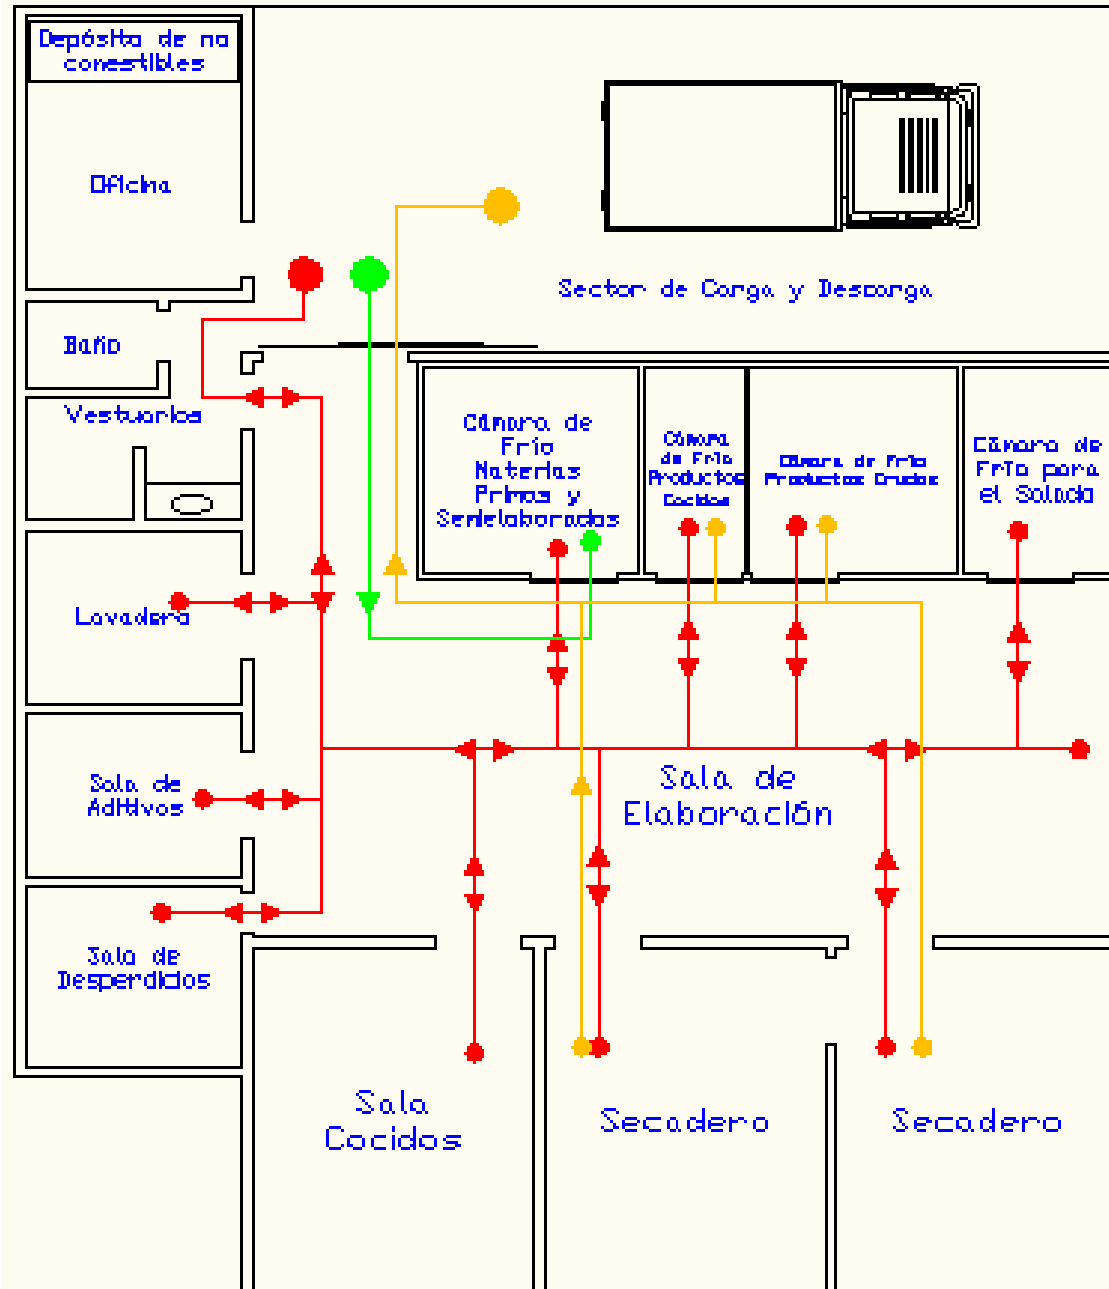 Depósito de no
comestibles
Oficina
Sector de Carga y Descarga
Baño
Vestuarios
Cámara de
Frío
Materias
Primas y
Semielaborados
Cámara
de Frío
Productos
Cocidos
Cámara de Frío
Productos Crudos
Cámara de
Frío para
el Salado
Lavadero
Sala de
Aditivos
Sala de
Elaboración
Sala de
Desperdicios
Sala
Cocidos
Secadero
Secadero